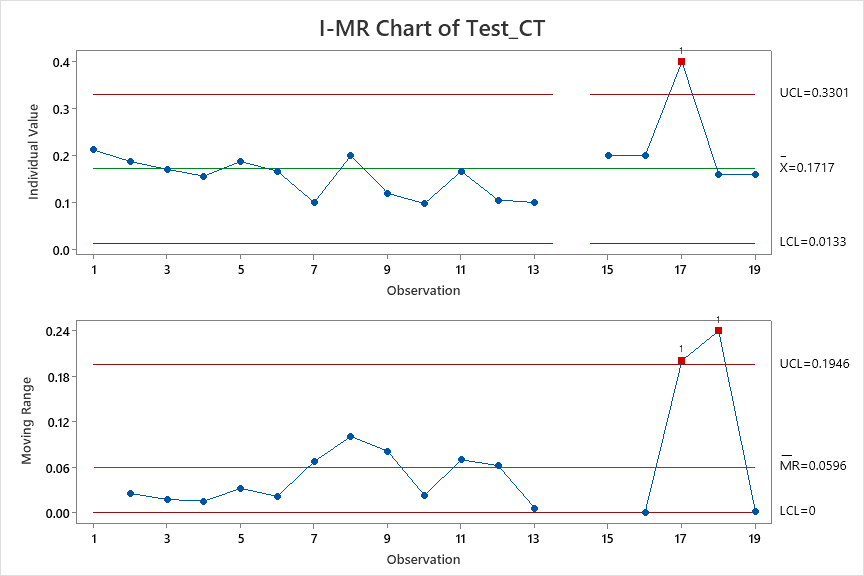 I-MR Chart of Test_CT
1
0.4
0.3
0.2
0.1
0.0
Individual Value
UCL=0.3301
X̄=0.1717
LCL=0.0133
1 3 5 7 9 11 13 15 17 19
Observation
1 1
0.24
0.18
0.12
0.06
0.00
Moving Range
UCL=0.1946
M̅R̅=0.0596
LCL=0
1 3 5 7 9 11 13 15 17 19
Observation